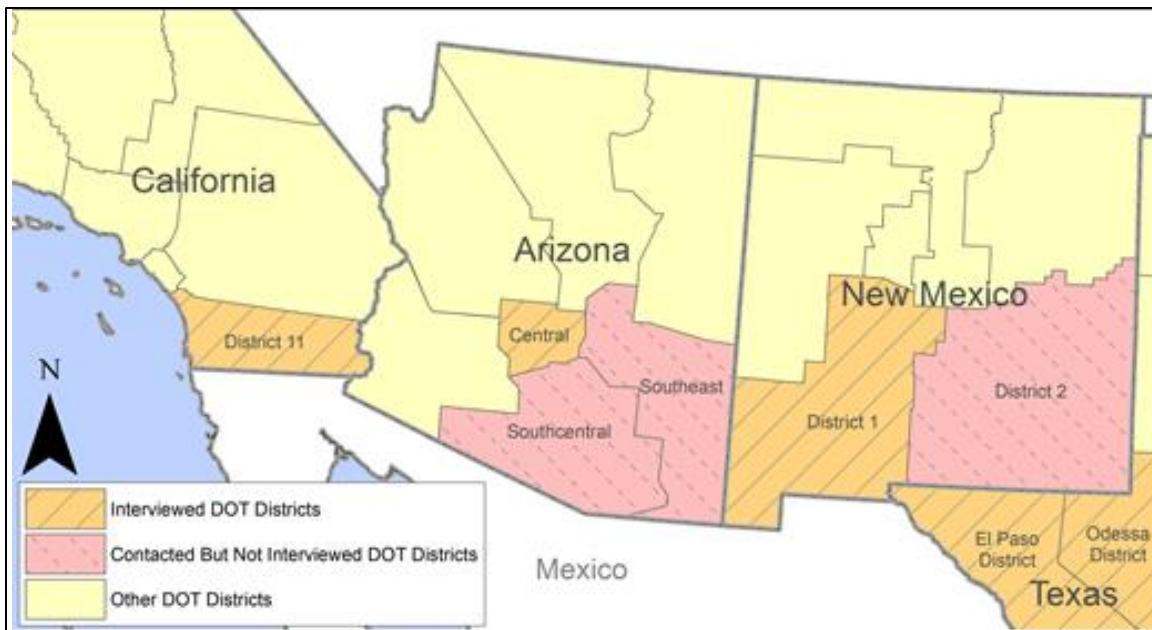 California
Arizona
New Mexico
District 11
Central
Southeast
Southcentral
District 1
District 2
N
El Paso
District
Odessa
District
Texas
Mexico
Interviewed DOT Districts
Contacted But Not Interviewed DOT Districts
Other DOT Districts